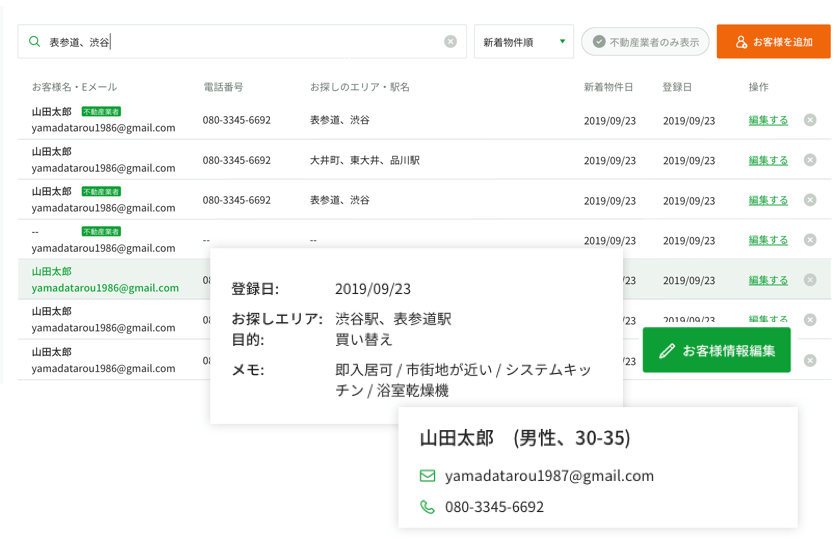 表参道、渋谷
新着物件順
不動産業者のみ表示
お客様を追加
お客様名・Eメール 電話番号 お探しのエリア・駅名 新着物件日 登録日 操作
山田太郎 不動産業者
yamadatarou1986@gmail.com 080-3345-6692 表参道、渋谷 2019/09/23 2019/09/23 編集する
山田太郎
yamadatarou1986@gmail.com 080-3345-6692 大井町、東大井、品川駅 2019/09/23 2019/09/23 編集する
山田太郎 不動産業者
yamadatarou1986@gmail.com 080-3345-6692 表参道、渋谷 2019/09/23 2019/09/23 編集する
-- 不動産業者
yamadatarou1986@gmail.com -- -- 2019/09/23 2019/09/23 編集する
山田太郎
yamadatarou1986@gmail.com 08 /23 2019/09/23 編集する
山田太郎
yamadatarou1986@gmail.com 08 /23 2019/09/23 編集する
山田太郎
yamadatarou1986@gmail.com 08 /23
登録日: 2019/09/23
お探しエリア: 渋谷駅、表参道駅
目的: 買い替え
メモ: 即入居可 / 市街地が近い / システムキッ
チン / 浴室乾燥機
お客様情報編集
山田太郎 (男性、30-35)
yamadatarou1987@gmail.com
080-3345-6692